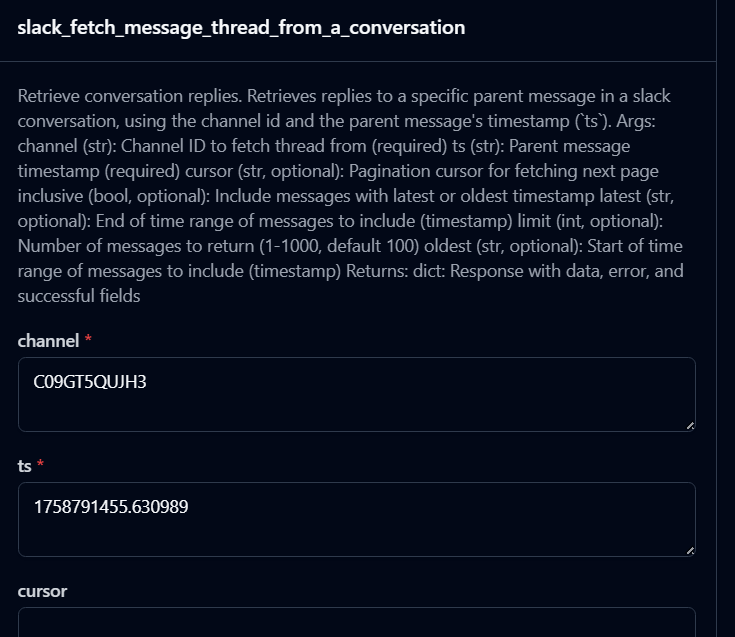 slack_fetch_message_thread_from_a_conversation
Retrieve conversation replies. Retrieves replies to a specific parent message in a slack
conversation, using the channel id and the parent message's timestamp (`ts`). Args:
channel (str): Channel ID to fetch thread from (required) ts (str): Parent message
timestamp (required) cursor (str, optional): Pagination cursor for fetching next page
inclusive (bool, optional): Include messages with latest or oldest timestamp latest (str,
optional): End of time range of messages to include (timestamp) limit (int, optional):
Number of messages to return (1-1000, default 100) oldest (str, optional): Start of time
range of messages to include (timestamp) Returns: dict: Response with data, error, and
successful fields
channel *
C09GT5QUJH3
ts *
1758791455.630989
cursor